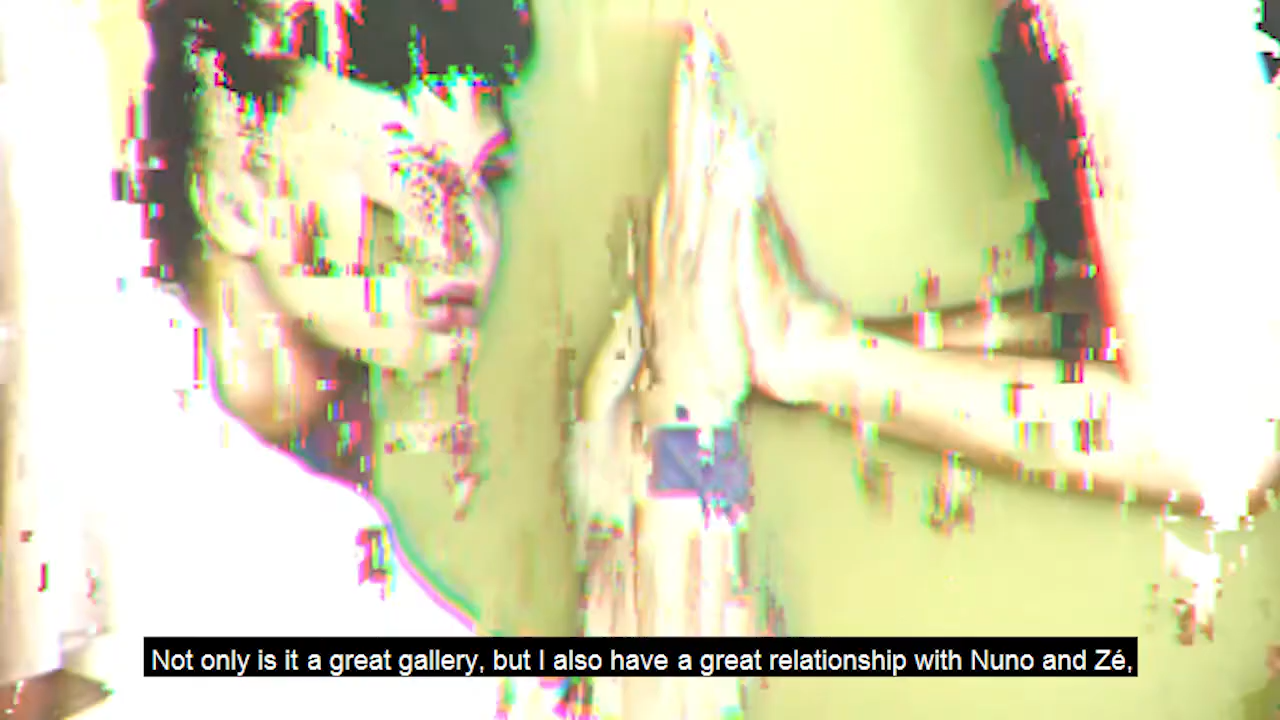 Not only is it a great gallery, but I also have a great relationship with Nuno and Zé,